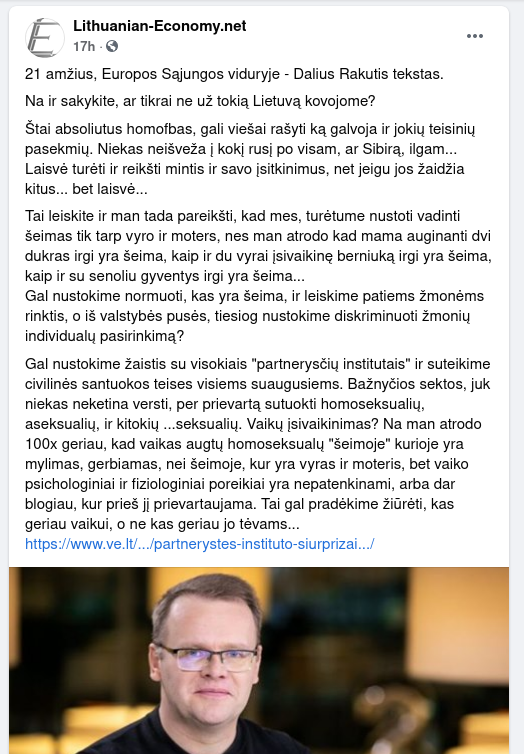 Lithuanian-Economy.net
17h ·
21 amžius, Europos Sąjungos viduryje - Dalius Rakutis tekstas.
Na ir sakykite, ar tikrai ne už tokią Lietuvą kovojome?
Štai absoliutus homofbas, gali viešai rašyti ką galvoja ir jokių teisinių
pasekmių. Niekas neišveža į kokį rusį po visam, ar Sibirą, ilgam...
Laisvė turėti ir reikšti mintis ir savo įsitikinimus, net jeigu jos žaidžia
kitus... bet laisvė...
Tai leiskite ir man tada pareikšti, kad mes, turėtume nustoti vadinti
šeimas tik tarp vyro ir moters, nes man atrodo kad mama auginanti dvi
dukras irgi yra šeima, kaip ir du vyrai įsivaikinę berniuką irgi yra šeima,
kaip ir su senoliu gyventys irgi yra šeima...
Gal nustokime normuoti, kas yra šeima, ir leiskime patiems žmonėms
rinktis, o iš valstybės pusės, tiesiog nustokime diskriminuoti žmonių
individualų pasirinkimą?
Gal nustokime žaistis su visokiais "partnerysčių institutais" ir suteikime
civilinės santuokos teises visiems suaugusiems. Bažnyčios sektos, juk
niekas neketina versti, per prievartą sutuokti homoseksualių,
aseksualių, ir kitokių ...seksualių. Vaikų įsivaikinimas? Na man atrodo
100x geriau, kad vaikas augtų homoseksualų "šeimoje" kurioje yra
mylimas, gerbiamas, nei šeimoje, kur yra vyras ir moteris, bet vaiko
psichologiniai ir fiziologiniai poreikiai yra nepatenkinami, arba dar
blogiau, kur prieš jį prievartaujama. Tai gal pradėkime žiūrėti, kas
geriau vaikui, o ne kas geriau jo tėvams...
https://www.ve.lt/.../partnerystes-instituto-siurprizai.../